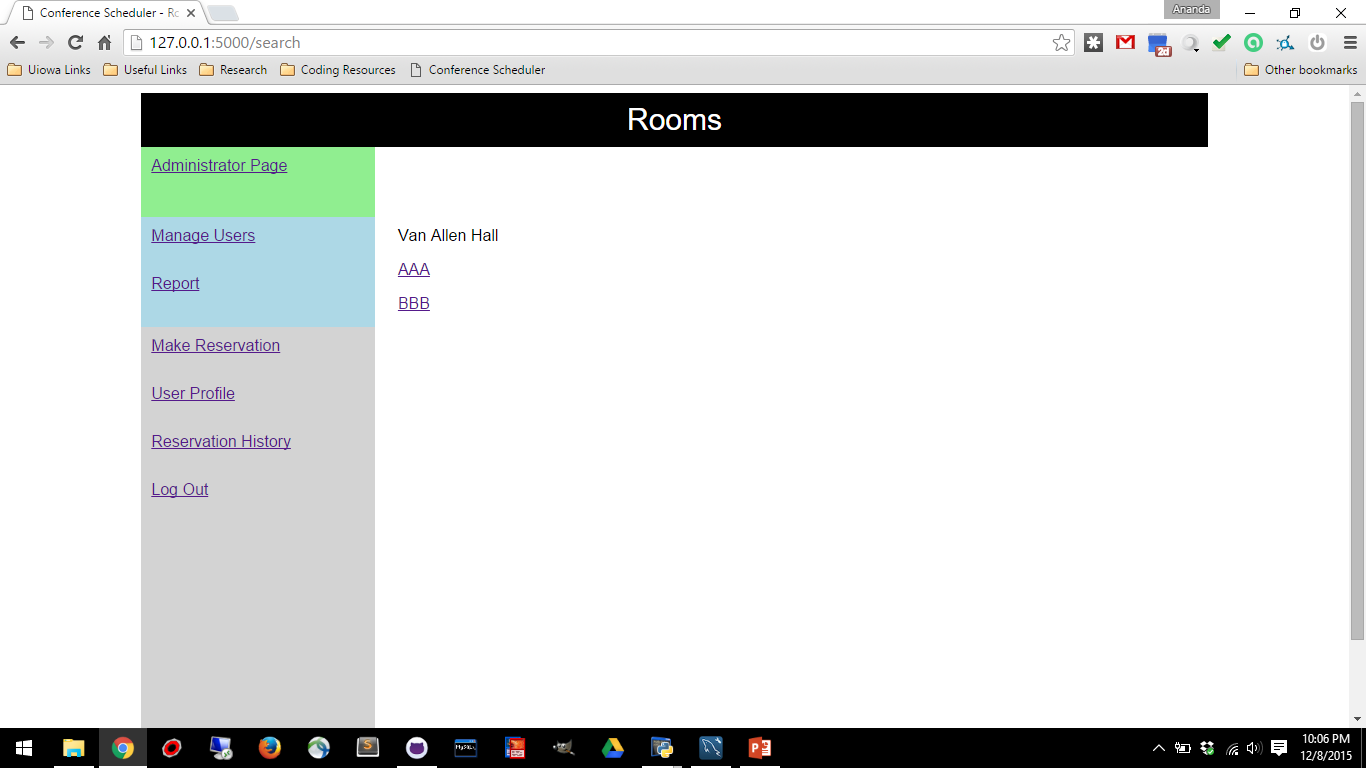 Ananda
Conference Scheduler - Ro
127.0.0.1:5000/search
Uiowa Links
Useful Links
Research
Coding Resources
Conference Scheduler
Other bookmarks
Rooms
Administrator Page
Manage Users
Report
Van Allen Hall
AAA
BBB
Make Reservation
User Profile
Reservation History
Log Out
10:06 PM
12/8/2015